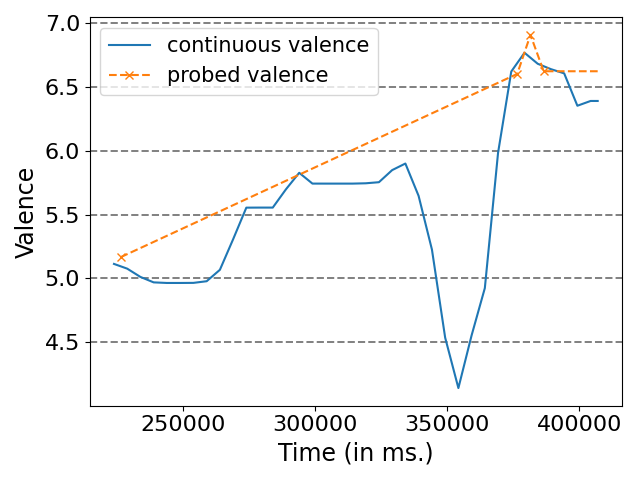 7.0
continuous valence
probed valence
6.5
6.0
5.5
5.0
4.5
Valence
250000 300000 350000 400000
Time (in ms.)